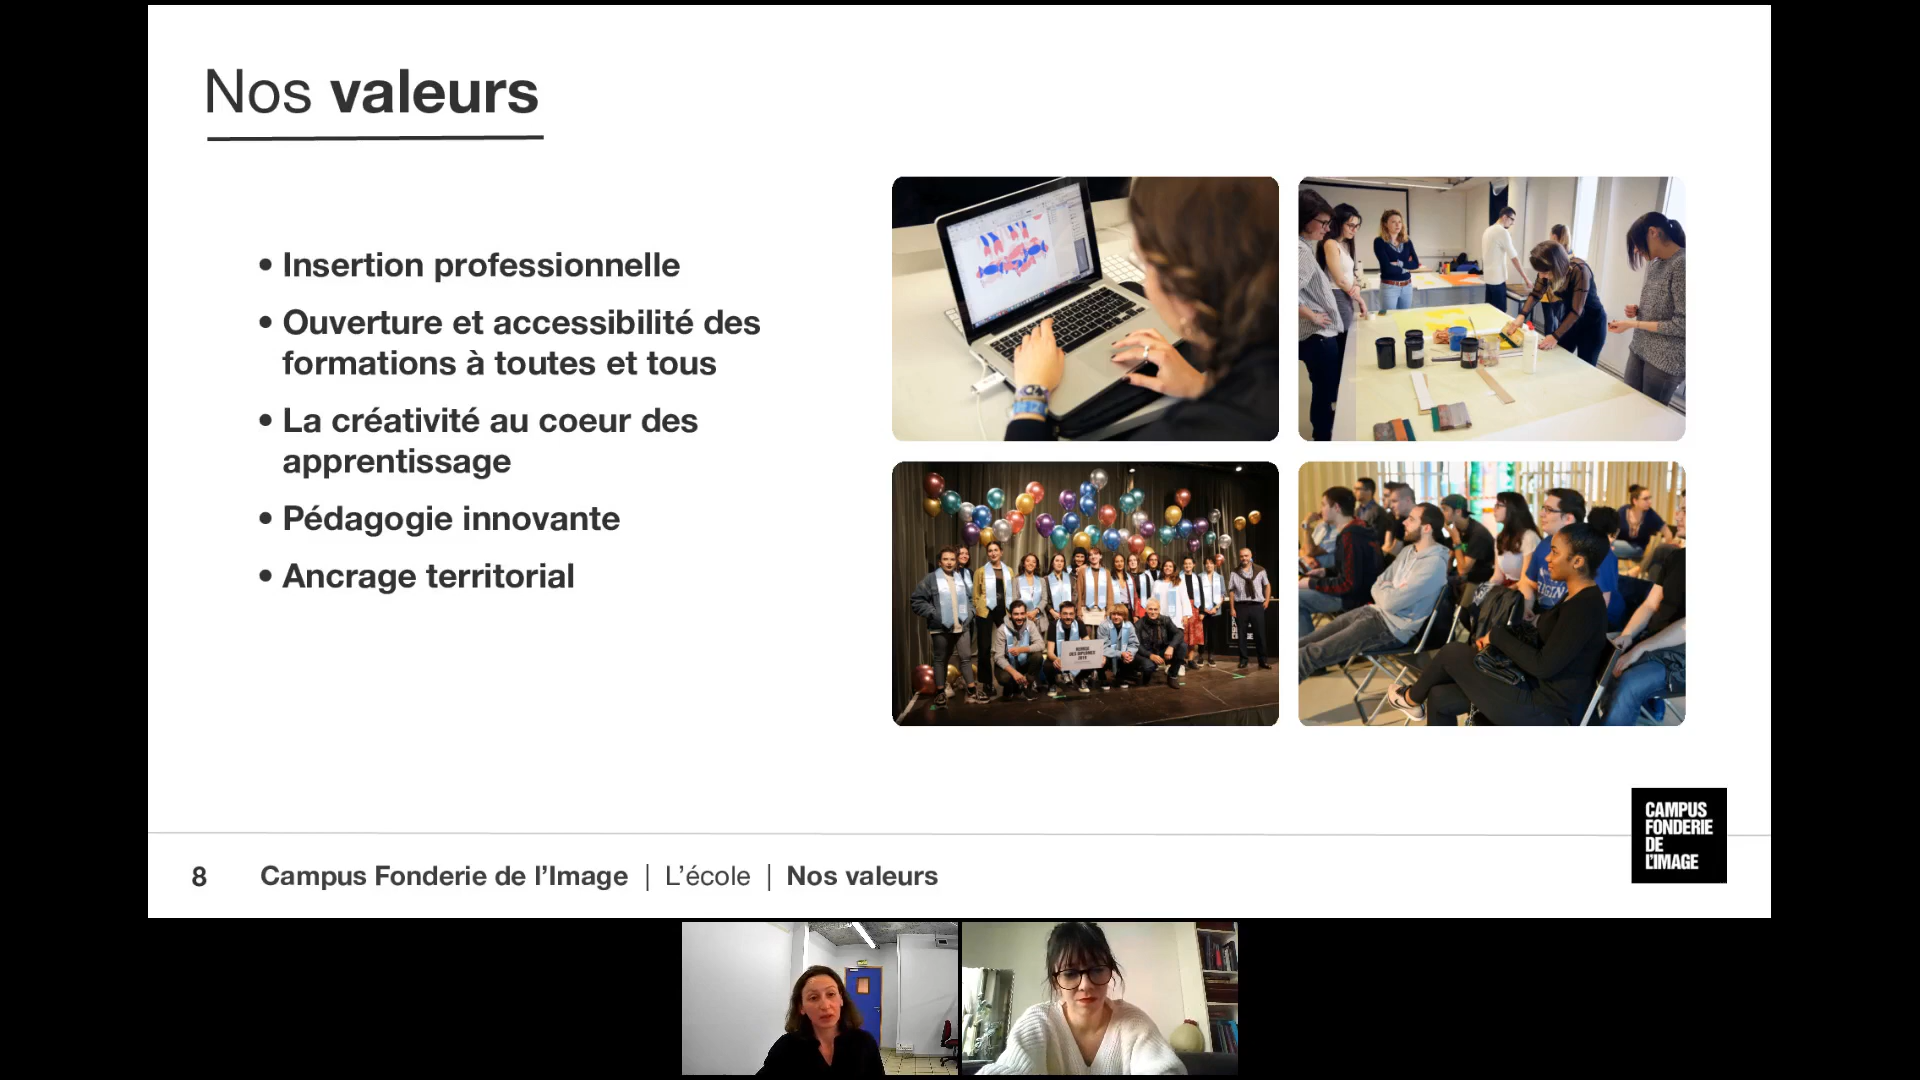 Nos valeurs
• Insertion professionnelle
• Ouverture et accessibilité des
formations à toutes et tous
• La créativité au coeur des
apprentissage
• Pédagogie innovante
• Ancrage territorial
CAMPUS
FONDERIE
DE
L'IMAGE
8 Campus Fonderie de l’Image | L’école | Nos valeurs